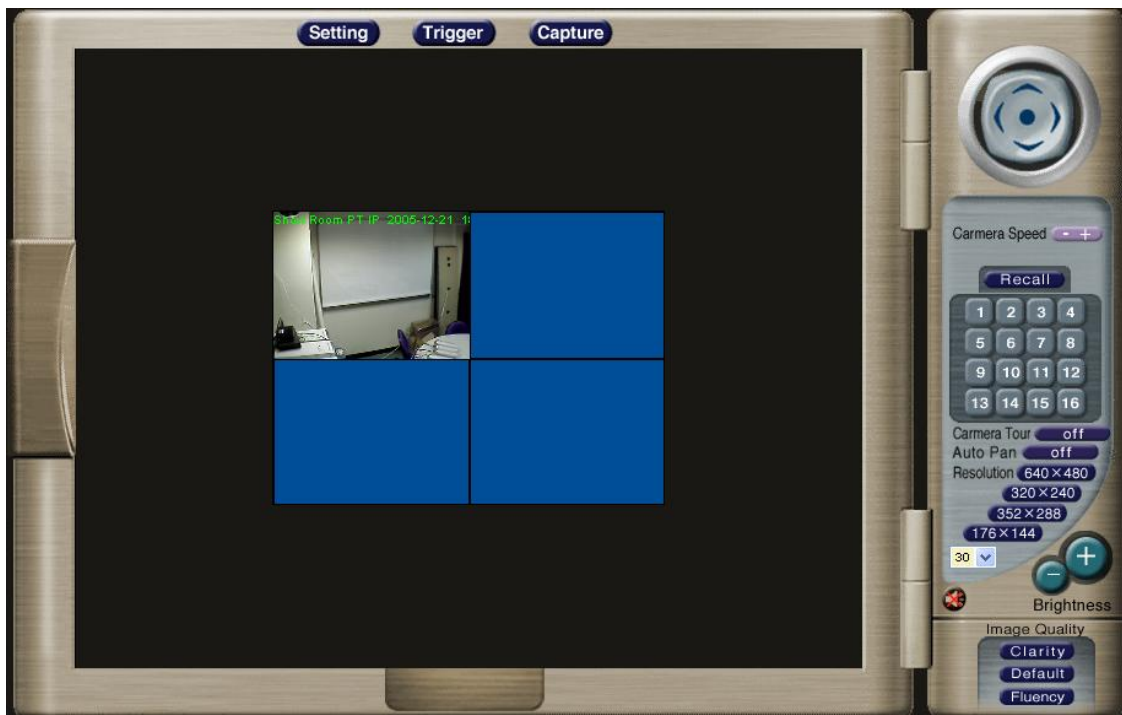 Setting Trigger Capture
Show Room PT IP 2005-12-21
Carmera Speed - +
Recall
1 2 3 4
5 6 7 8
9 10 11 12
13 14 15 16
Carmera Tour off
Auto Pan off
Resolution 640×480
320×240
352×288
176×144
30
+
-
Brightness
Image Quality
Clarity
Default
Fluency